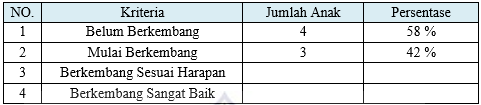 NO. Kriteria Jumlah Anak Persentase
1 Belum Berkembang 4 58 %
2 Mulai Berkembang 3 42 %
3 Berkembang Sesuai Harapan
4 Berkembang Sangat Baik